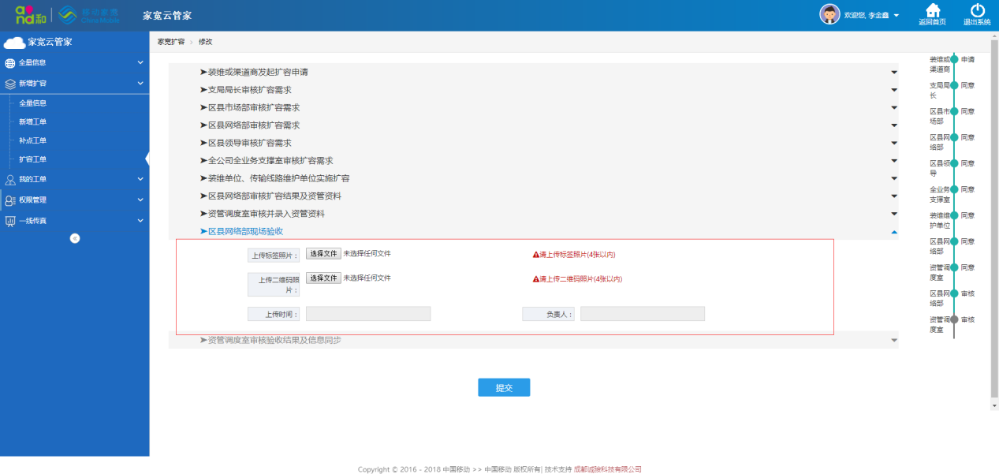 and和
移动家宽
China Mobile
家宽云管家
欢迎您, 李金鑫
返回首页
退出系统
家宽云管家
全量信息
新增扩容
全量信息
新增工单
补点工单
扩容工单
我的工单
权限管理
一线传真
家宽扩容 > 修改
➤装维或渠道商发起扩容申请
➤支局局长审核扩容需求
➤区县市场部审核扩容需求
➤区县网络部审核扩容需求
➤区县领导审核扩容需求
➤全公司全业务支撑室审核扩容需求
➤装维单位、传输线路维护单位实施扩容
➤区县网络部审核扩容结果及资管资料
➤资管调度室审核并录入资管资料
➤区县网络部现场验收
上传标签照片：
选择文件 未选择任何文件
请上传标签照片(4张以内)
上传二维码照
片：
选择文件 未选择任何文件
请上传二维码照片(4张以内)
上传时间：
负责人：
➤资管调度室审核验收结果及信息同步
提交
装维或
渠道商
申请
支局局
长
同意
区县市
场部
同意
区县网
络部
同意
区县领
导
同意
全业务
支撑室
同意
装维维
护单位
同意
区县网
络部
同意
资管调
度室
同意
区县网
络部
审核
资管调
度室
审核
Copyright © 2016 - 2018 中国移动 >> 中国移动 版权所有| 技术支持 成都诚骏科技有限公司